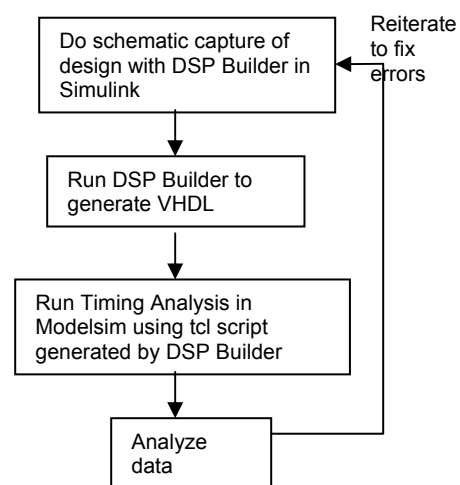 Do schematic capture of
design with DSP Builder in
Simulink
Reiterate
to fix
errors
Run DSP Builder to
generate VHDL
Run Timing Analysis in
Modelsim using tcl script
generated by DSP Builder
Analyze
data